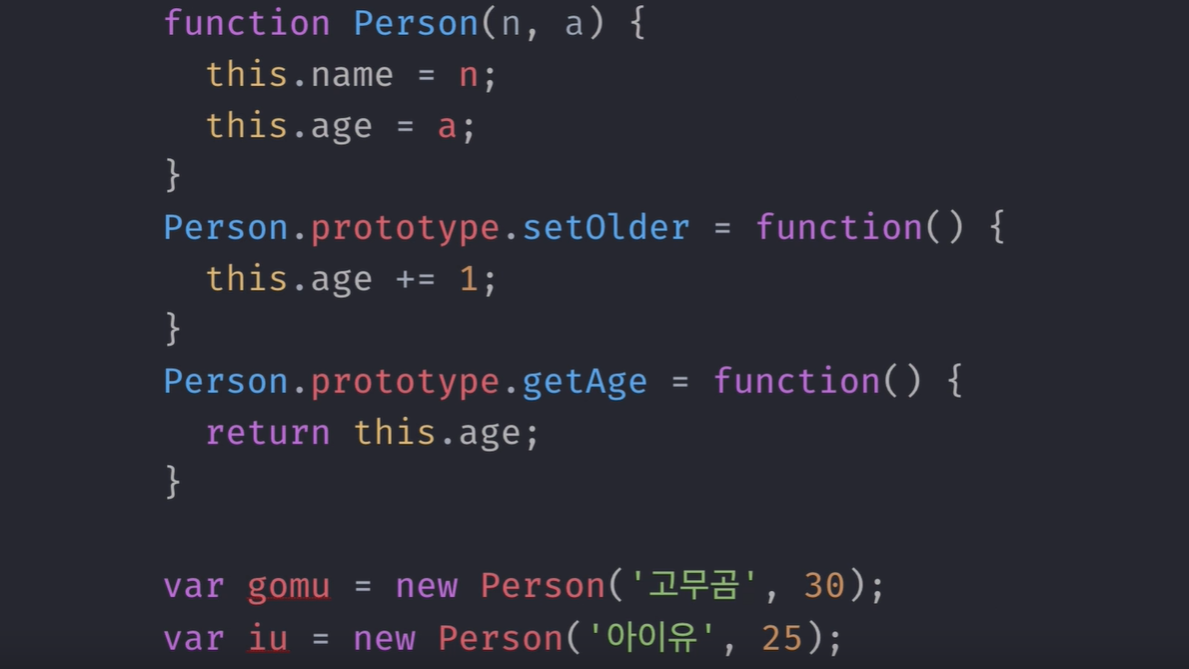 function Person(n, a) {
  this.name = n;
  this.age = a;
}
Person.prototype.setOlder = function() {
  this.age += 1;
}
Person.prototype.getAge = function() {
  return this.age;
}

var gomu = new Person('고무곰', 30);
var iu = new Person('아이유', 25);